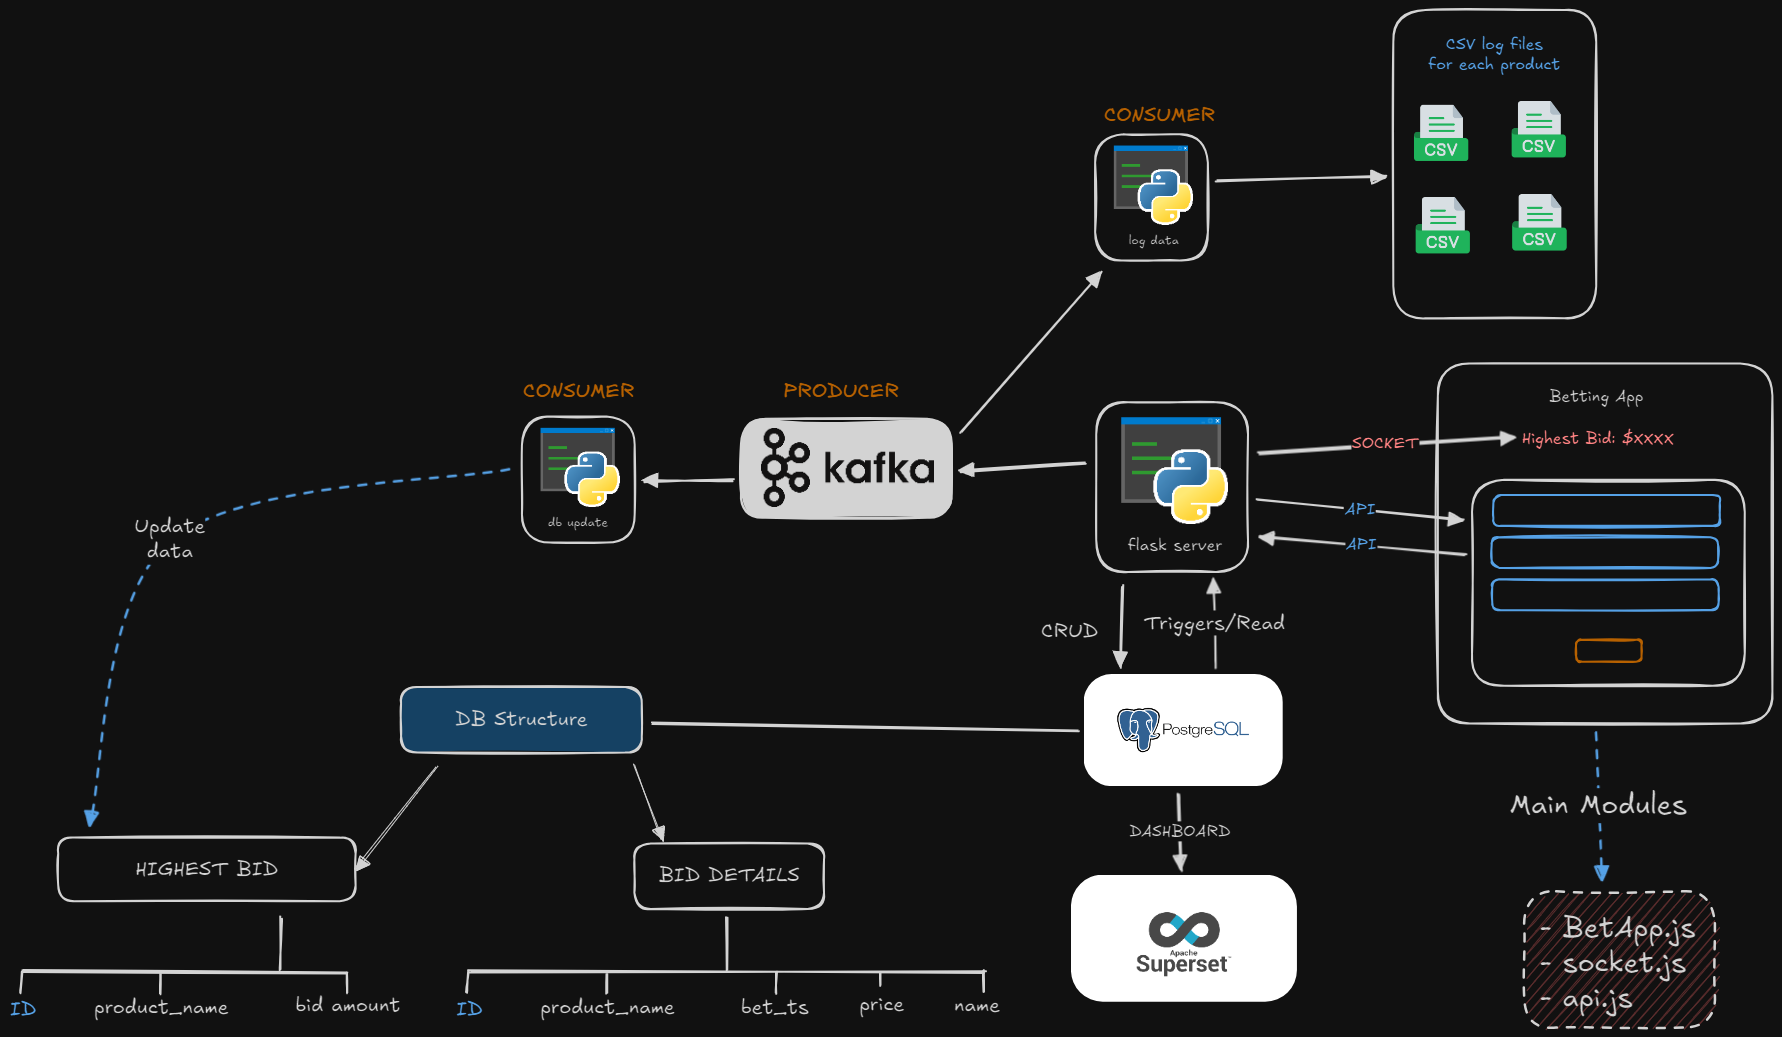 CSV log files
for each product
CSV
CSV
CSV
CSV
CONSUMER
log data
CONSUMER
db update
PRODUCER
kafka
flask server
SOCKET
API
API
Betting App
Highest Bid: $XXXX
Update
data
CRUD
Triggers/Read
DB Structure
PostgreSQL
DASHBOARD
Apache
Superset
Main Modules
- BetApp.js
- socket.js
- api.js
HIGHEST BID
BID DETAILS
ID
product_name
bid amount
ID
product_name
bet_ts
price
name